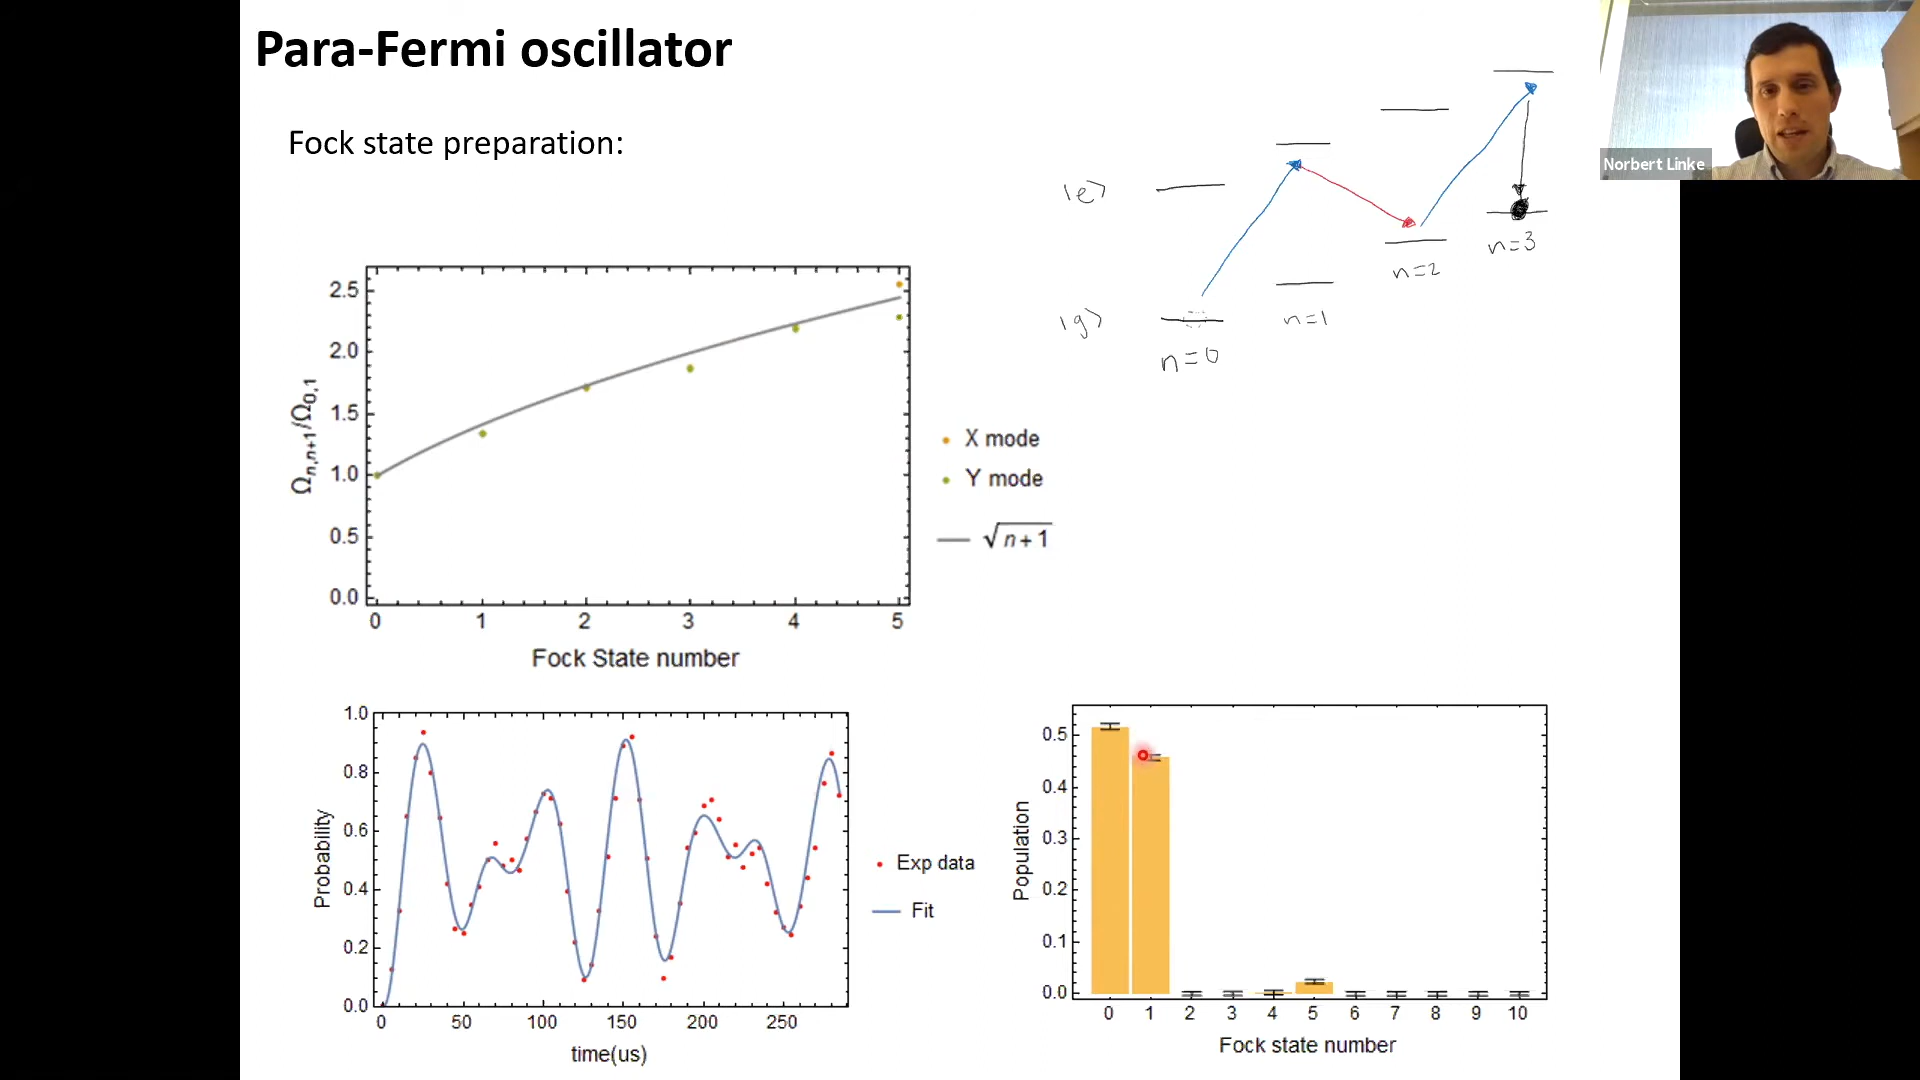 Para-Fermi oscillator
Fock state preparation:
Norbert Linke
|e⟩
|g⟩
n=0
n=1
n=2
n=3
2.5
2.0
1.5
1.0
0.5
0.0
Ωn,n+1/Ω0,1
0 1 2 3 4 5
Fock State number
X mode
Y mode
√n+1
1.0
0.8
0.6
0.4
0.2
0.0
Probability
0 50 100 150 200 250
time(us)
Exp data
Fit
0.5
0.4
0.3
0.2
0.1
0.0
Population
0 1 2 3 4 5 6 7 8 9 10
Fock state number